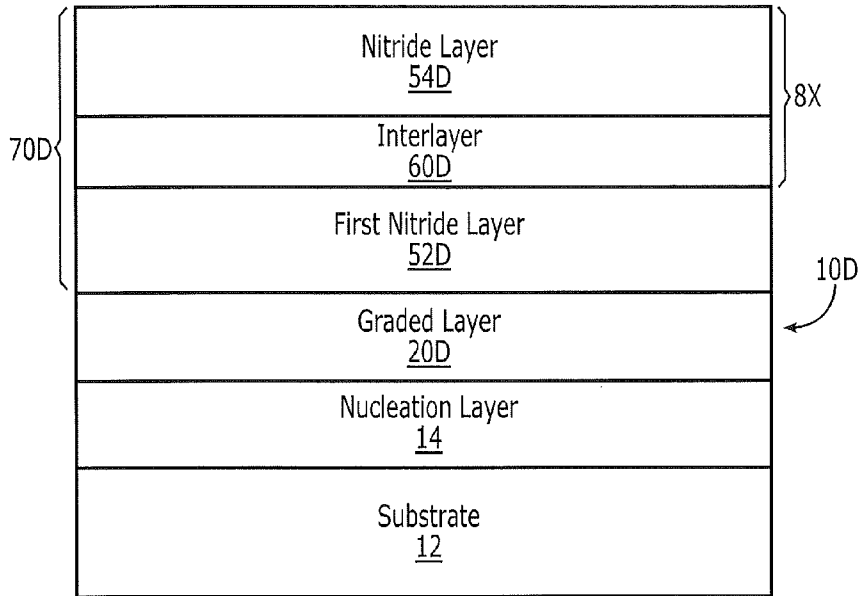 Nitride Layer
54D
8X
Interlayer
60D
70D
First Nitride Layer
52D
10D
Graded Layer
20D
Nucleation Layer
14
Substrate
12